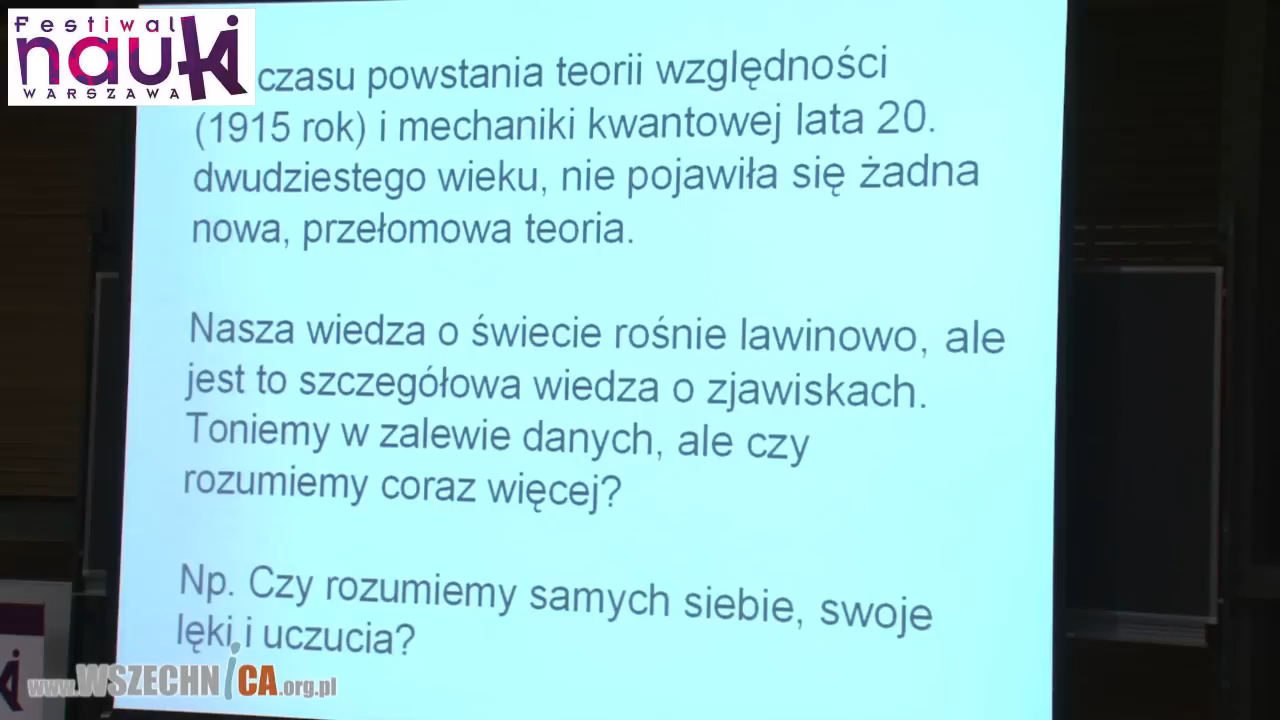 Festiwal
nauKi
WARSZAWA
czasu powstania teorii względności
(1915 rok) i mechaniki kwantowej lata 20.
dwudziestego wieku, nie pojawiła się żadna
nowa, przełomowa teoria.
Nasza wiedza o świecie rośnie lawinowo, ale
jest to szczegółowa wiedza o zjawiskach.
Toniemy w zalewie danych, ale czy
rozumiemy coraz więcej?
Np. Czy rozumiemy samych siebie, swoje
lęki i uczucia?
www.WSZECHNiCA.org.pl